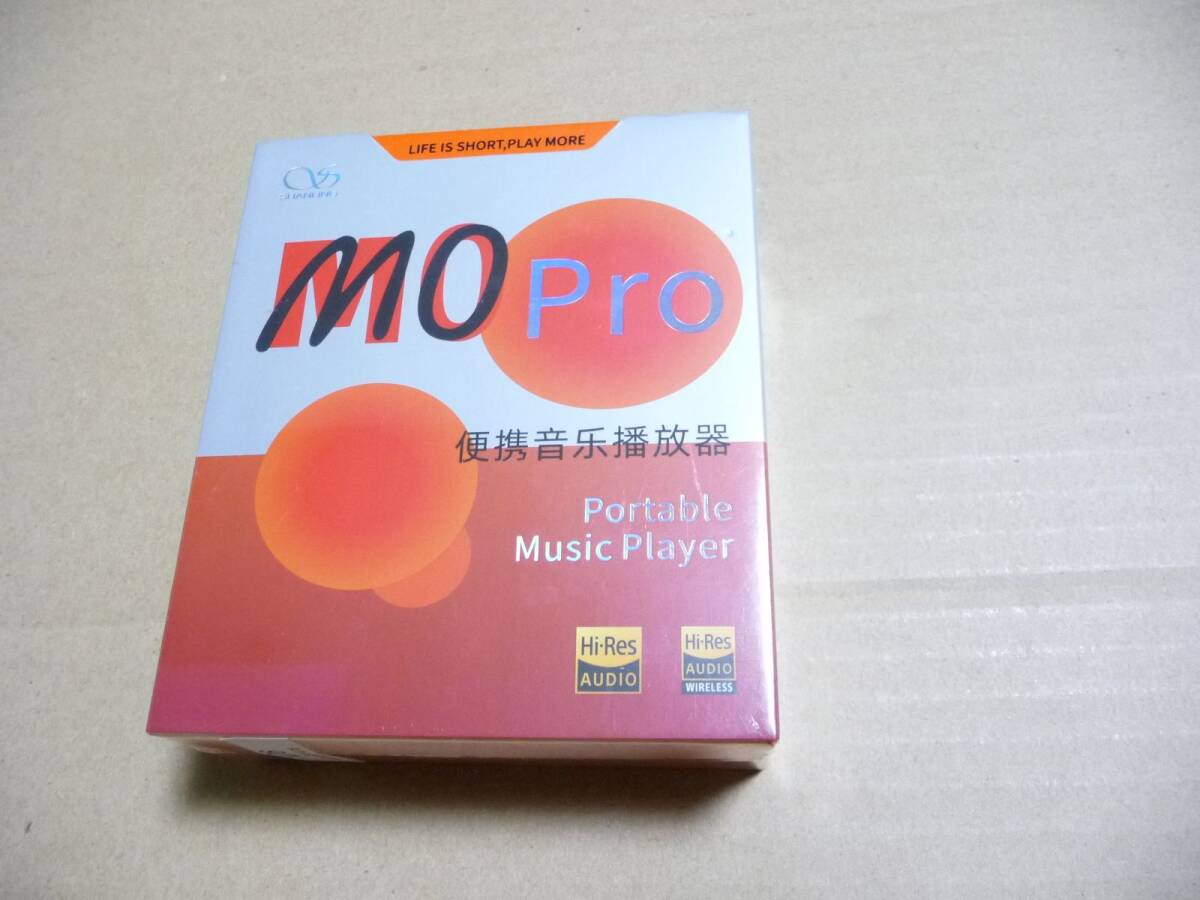 LIFE IS SHORT,PLAY MORE
SHANLING
M0 Pro
便携音乐播放器
Portable
Music Player
Hi-Res
AUDIO
Hi-Res
AUDIO
WIRELESS